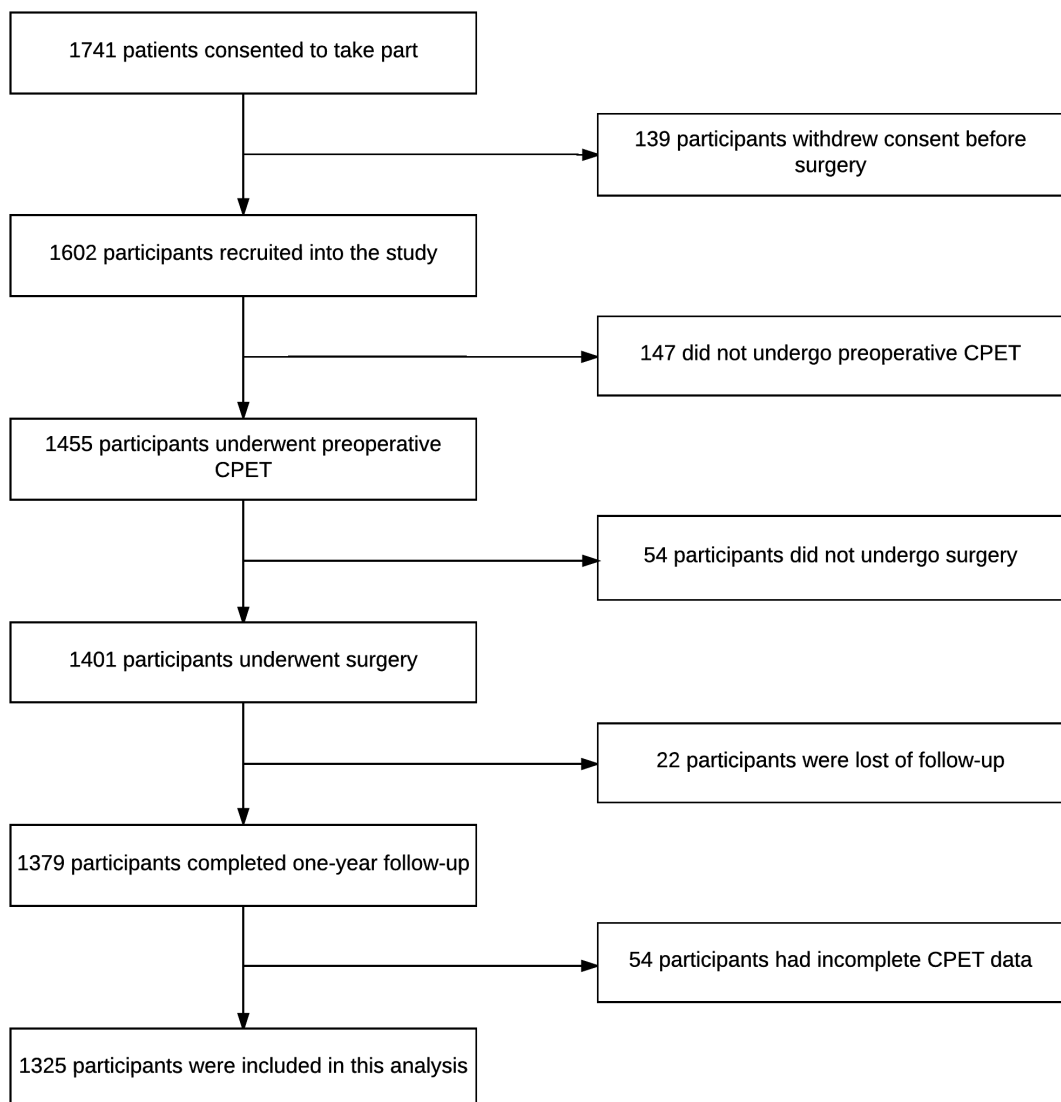 1741 patients consented to take part
139 participants withdrew consent before
surgery
1602 participants recruited into the study
147 did not undergo preoperative CPET
1455 participants underwent preoperative
CPET
54 participants did not undergo surgery
1401 participants underwent surgery
22 participants were lost of follow-up
1379 participants completed one-year follow-up
54 participants had incomplete CPET data
1325 participants were included in this analysis